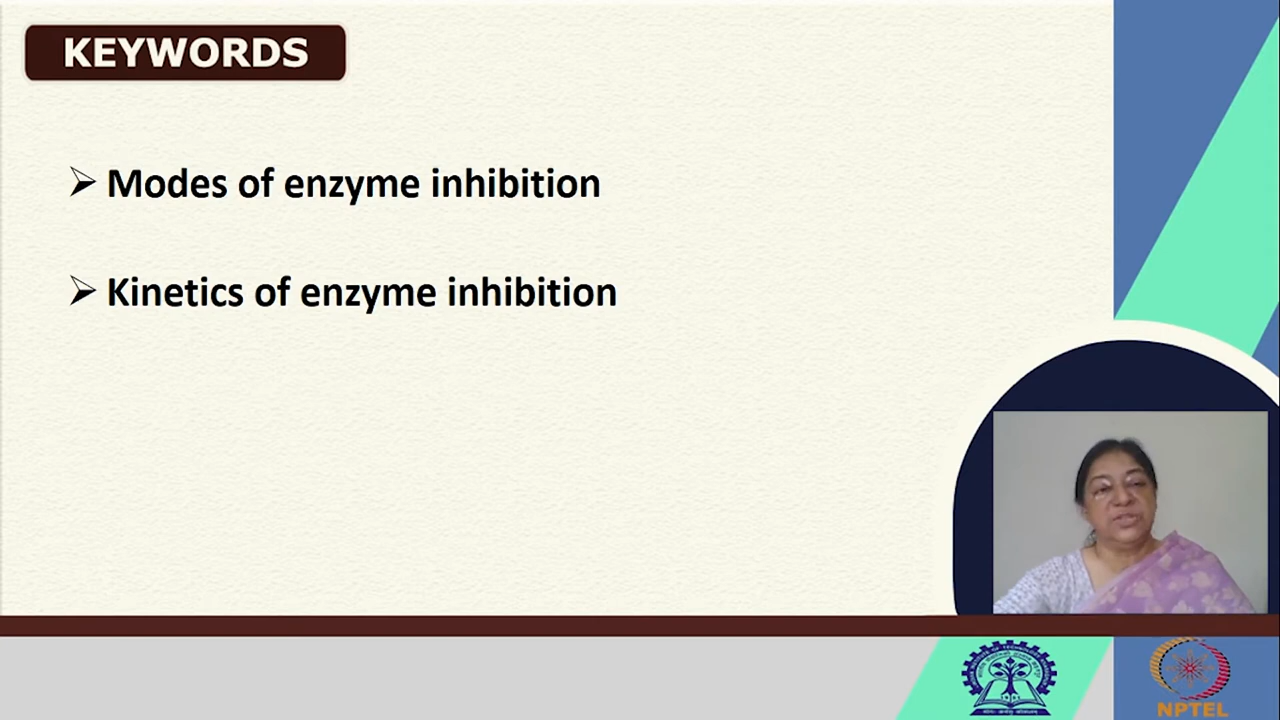 KEYWORDS
➢ Modes of enzyme inhibition
➢ Kinetics of enzyme inhibition
NPTEL